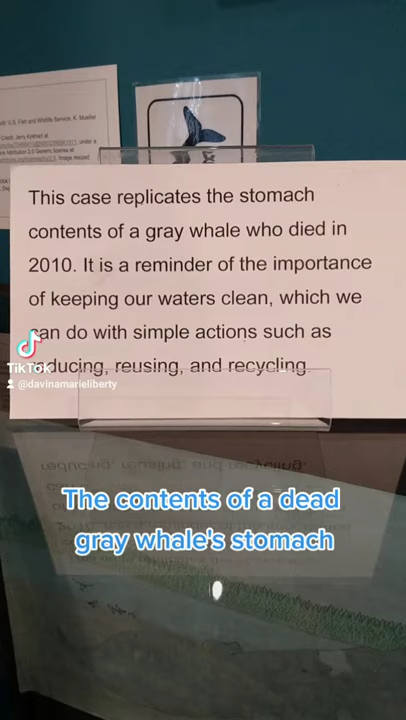 This case replicates the stomach
contents of a gray whale who died in
2010. It is a reminder of the importance
of keeping our waters clean, which we
can do with simple actions such as
reducing, reusing, and recycling.
TikTok
@davinamarieliberty
The contents of a dead
gray whale's stomach